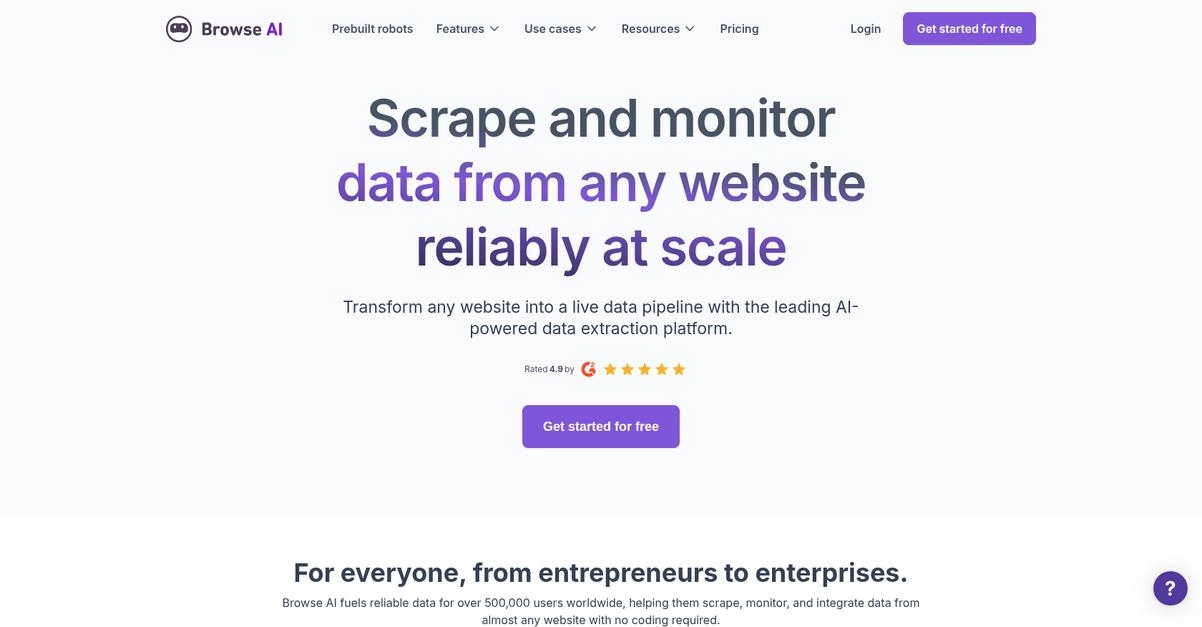 Browse AI
Prebuilt robots
Features
Use cases
Resources
Pricing
Login
Get started for free
Scrape and monitor
data from any website
reliably at scale
Transform any website into a live data pipeline with the leading AI-
powered data extraction platform.
Rated 4.9 by
Get started for free
For everyone, from entrepreneurs to enterprises.
Browse AI fuels reliable data for over 500,000 users worldwide, helping them scrape, monitor, and integrate data from
almost any website with no coding required.
?